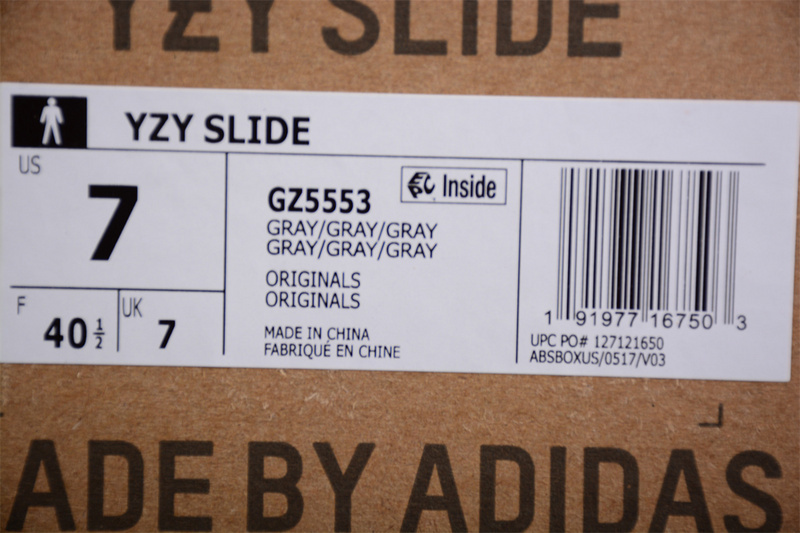 YZY SLIDE
YZY SLIDE
US
7
GZ5553
Inside
GRAY/GRAY/GRAY
GRAY/GRAY/GRAY
ORIGINALS
ORIGINALS
MADE IN CHINA
FABRIQUÉ EN CHINE
F
40 1/2
UK
7
1 91977 16750 3
UPC PO# 127121650
ABSBOXUS/0517/V03
ADE BY ADIDAS